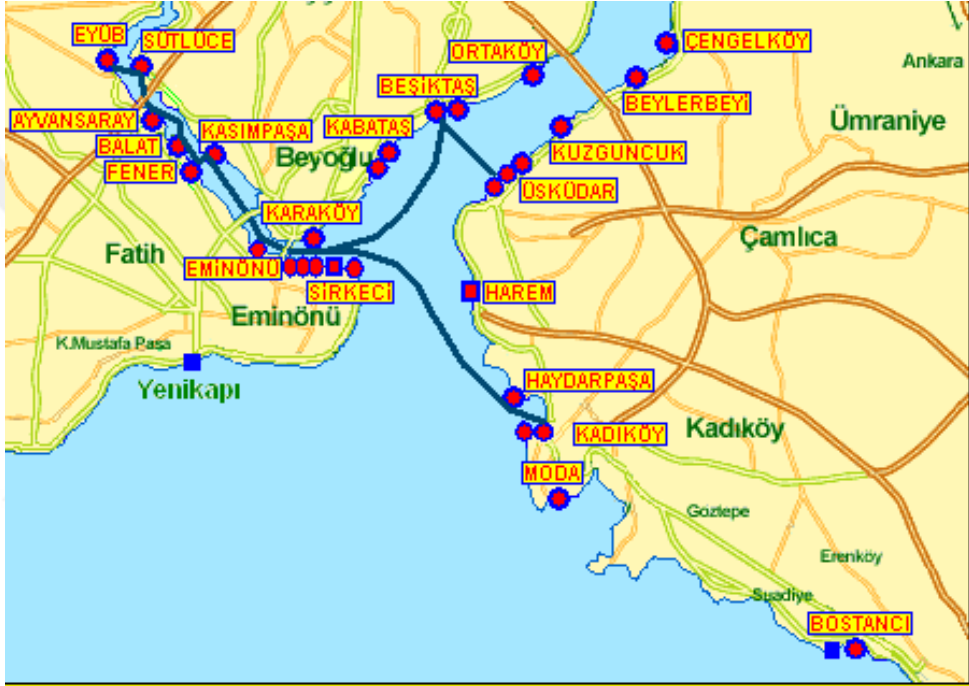 EYÜB
SÜTLÜCE
ORTAKÖY
ÇENGELKÖY
Ankara
BEŞİKTAŞ
BEYLERBEYİ
AYVANSARAY
KASIMPAŞA
KABATAŞ
Ümraniye
BALAT
Beyoğlu
KUZGUNCUK
FENER
ÜSKÜDAR
KARAKÖY
Çamlıca
Fatih
EMİNÖNÜ
SİRKECİ
HAREM
Eminönü
K.Mustafa Paşa
Yenikapı
HAYDARPAŞA
KADIKÖY
Kadıköy
MODA
Göztepe
Erenköy
Suadiye
BOSTANCI